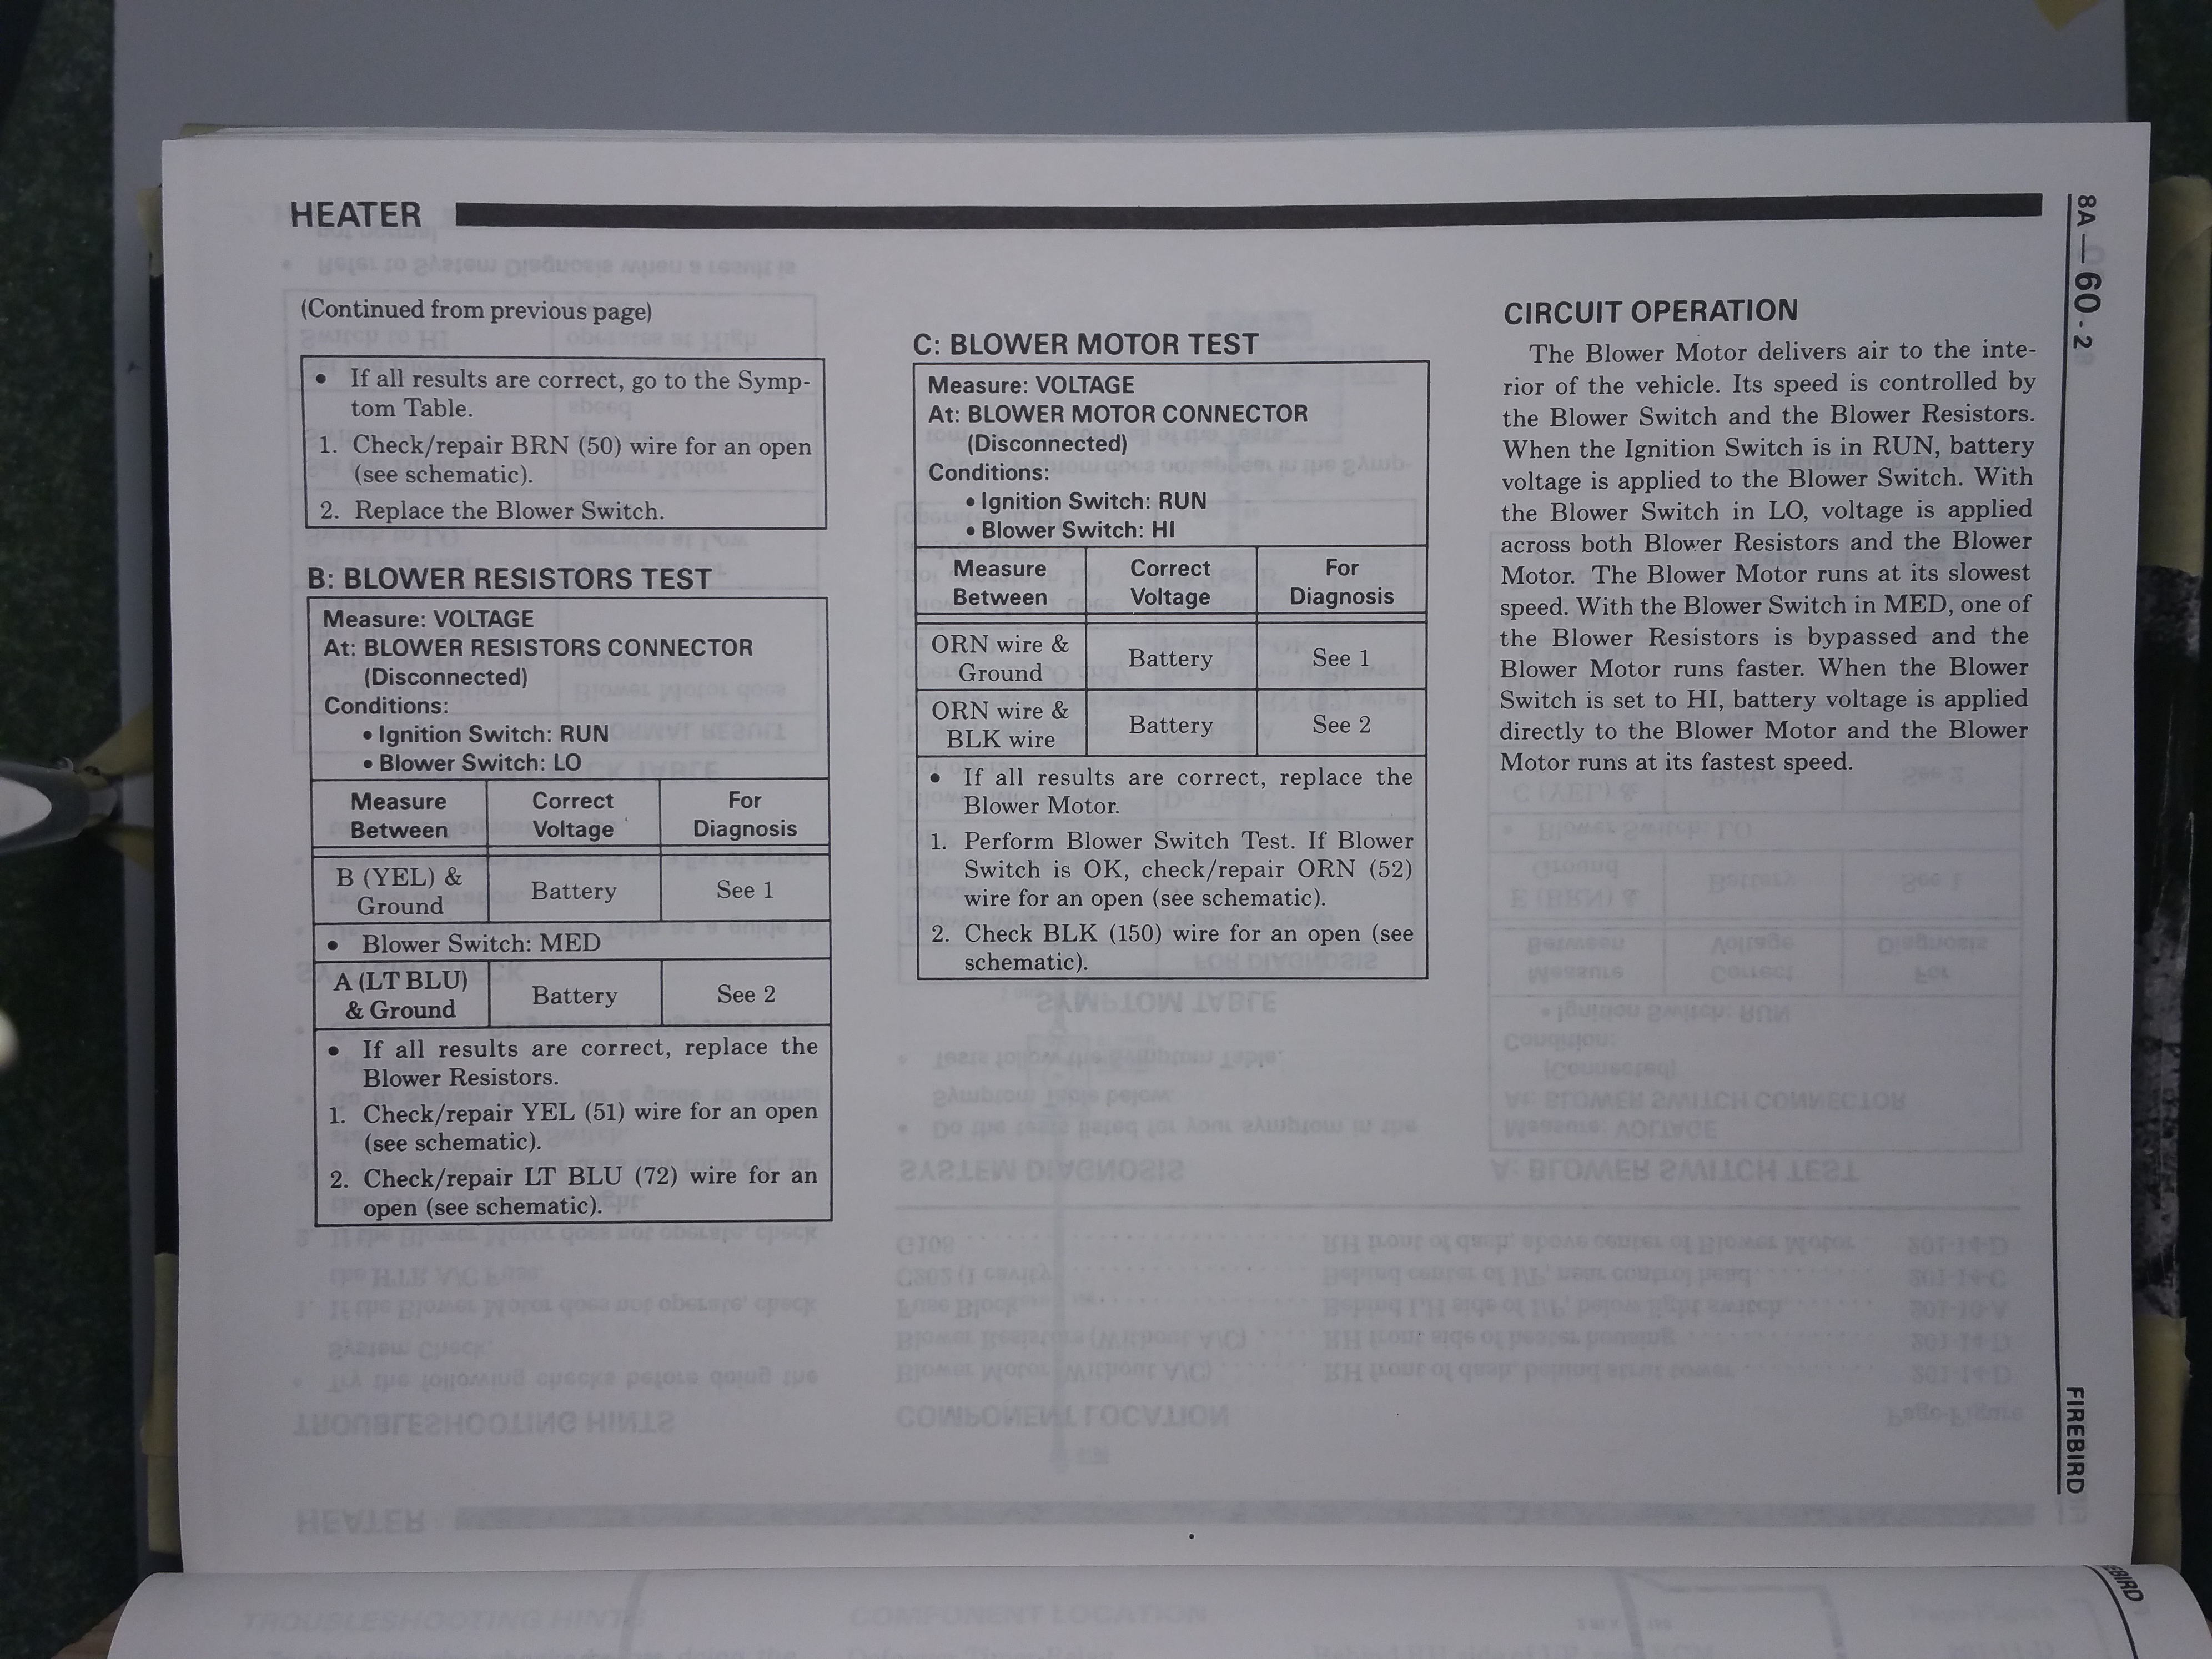 HEATER
(Continued from previous page)
• If all results are correct, go to the Symp-
tom Table.
1. Check/repair BRN (50) wire for an open
(see schematic).
2. Replace the Blower Switch.
B: BLOWER RESISTORS TEST
Measure: VOLTAGE
At: BLOWER RESISTORS CONNECTOR
(Disconnected)
Conditions:
• Ignition Switch: RUN
• Blower Switch: LO
Measure Between | Correct Voltage | For Diagnosis
B (YEL) & Ground | Battery | See 1
• Blower Switch: MED
A (LT BLU) & Ground | Battery | See 2
• If all results are correct, replace the
Blower Resistors.
1. Check/repair YEL (51) wire for an open
(see schematic).
2. Check/repair LT BLU (72) wire for an
open (see schematic).
C: BLOWER MOTOR TEST
Measure: VOLTAGE
At: BLOWER MOTOR CONNECTOR
(Disconnected)
Conditions:
• Ignition Switch: RUN
• Blower Switch: HI
Measure Between | Correct Voltage | For Diagnosis
ORN wire & Ground | Battery | See 1
ORN wire & BLK wire | Battery | See 2
• If all results are correct, replace the
Blower Motor.
1. Perform Blower Switch Test. If Blower
Switch is OK, check/repair ORN (52)
wire for an open (see schematic).
2. Check BLK (150) wire for an open (see
schematic).
CIRCUIT OPERATION
The Blower Motor delivers air to the inte-
rior of the vehicle. Its speed is controlled by
the Blower Switch and the Blower Resistors.
When the Ignition Switch is in RUN, battery
voltage is applied to the Blower Switch. With
the Blower Switch in LO, voltage is applied
across both Blower Resistors and the Blower
Motor. The Blower Motor runs at its slowest
speed. With the Blower Switch in MED, one of
the Blower Resistors is bypassed and the
Blower Motor runs faster. When the Blower
Switch is set to HI, battery voltage is applied
directly to the Blower Motor and the Blower
Motor runs at its fastest speed.
8A — 60 - 2
FIREBIRD